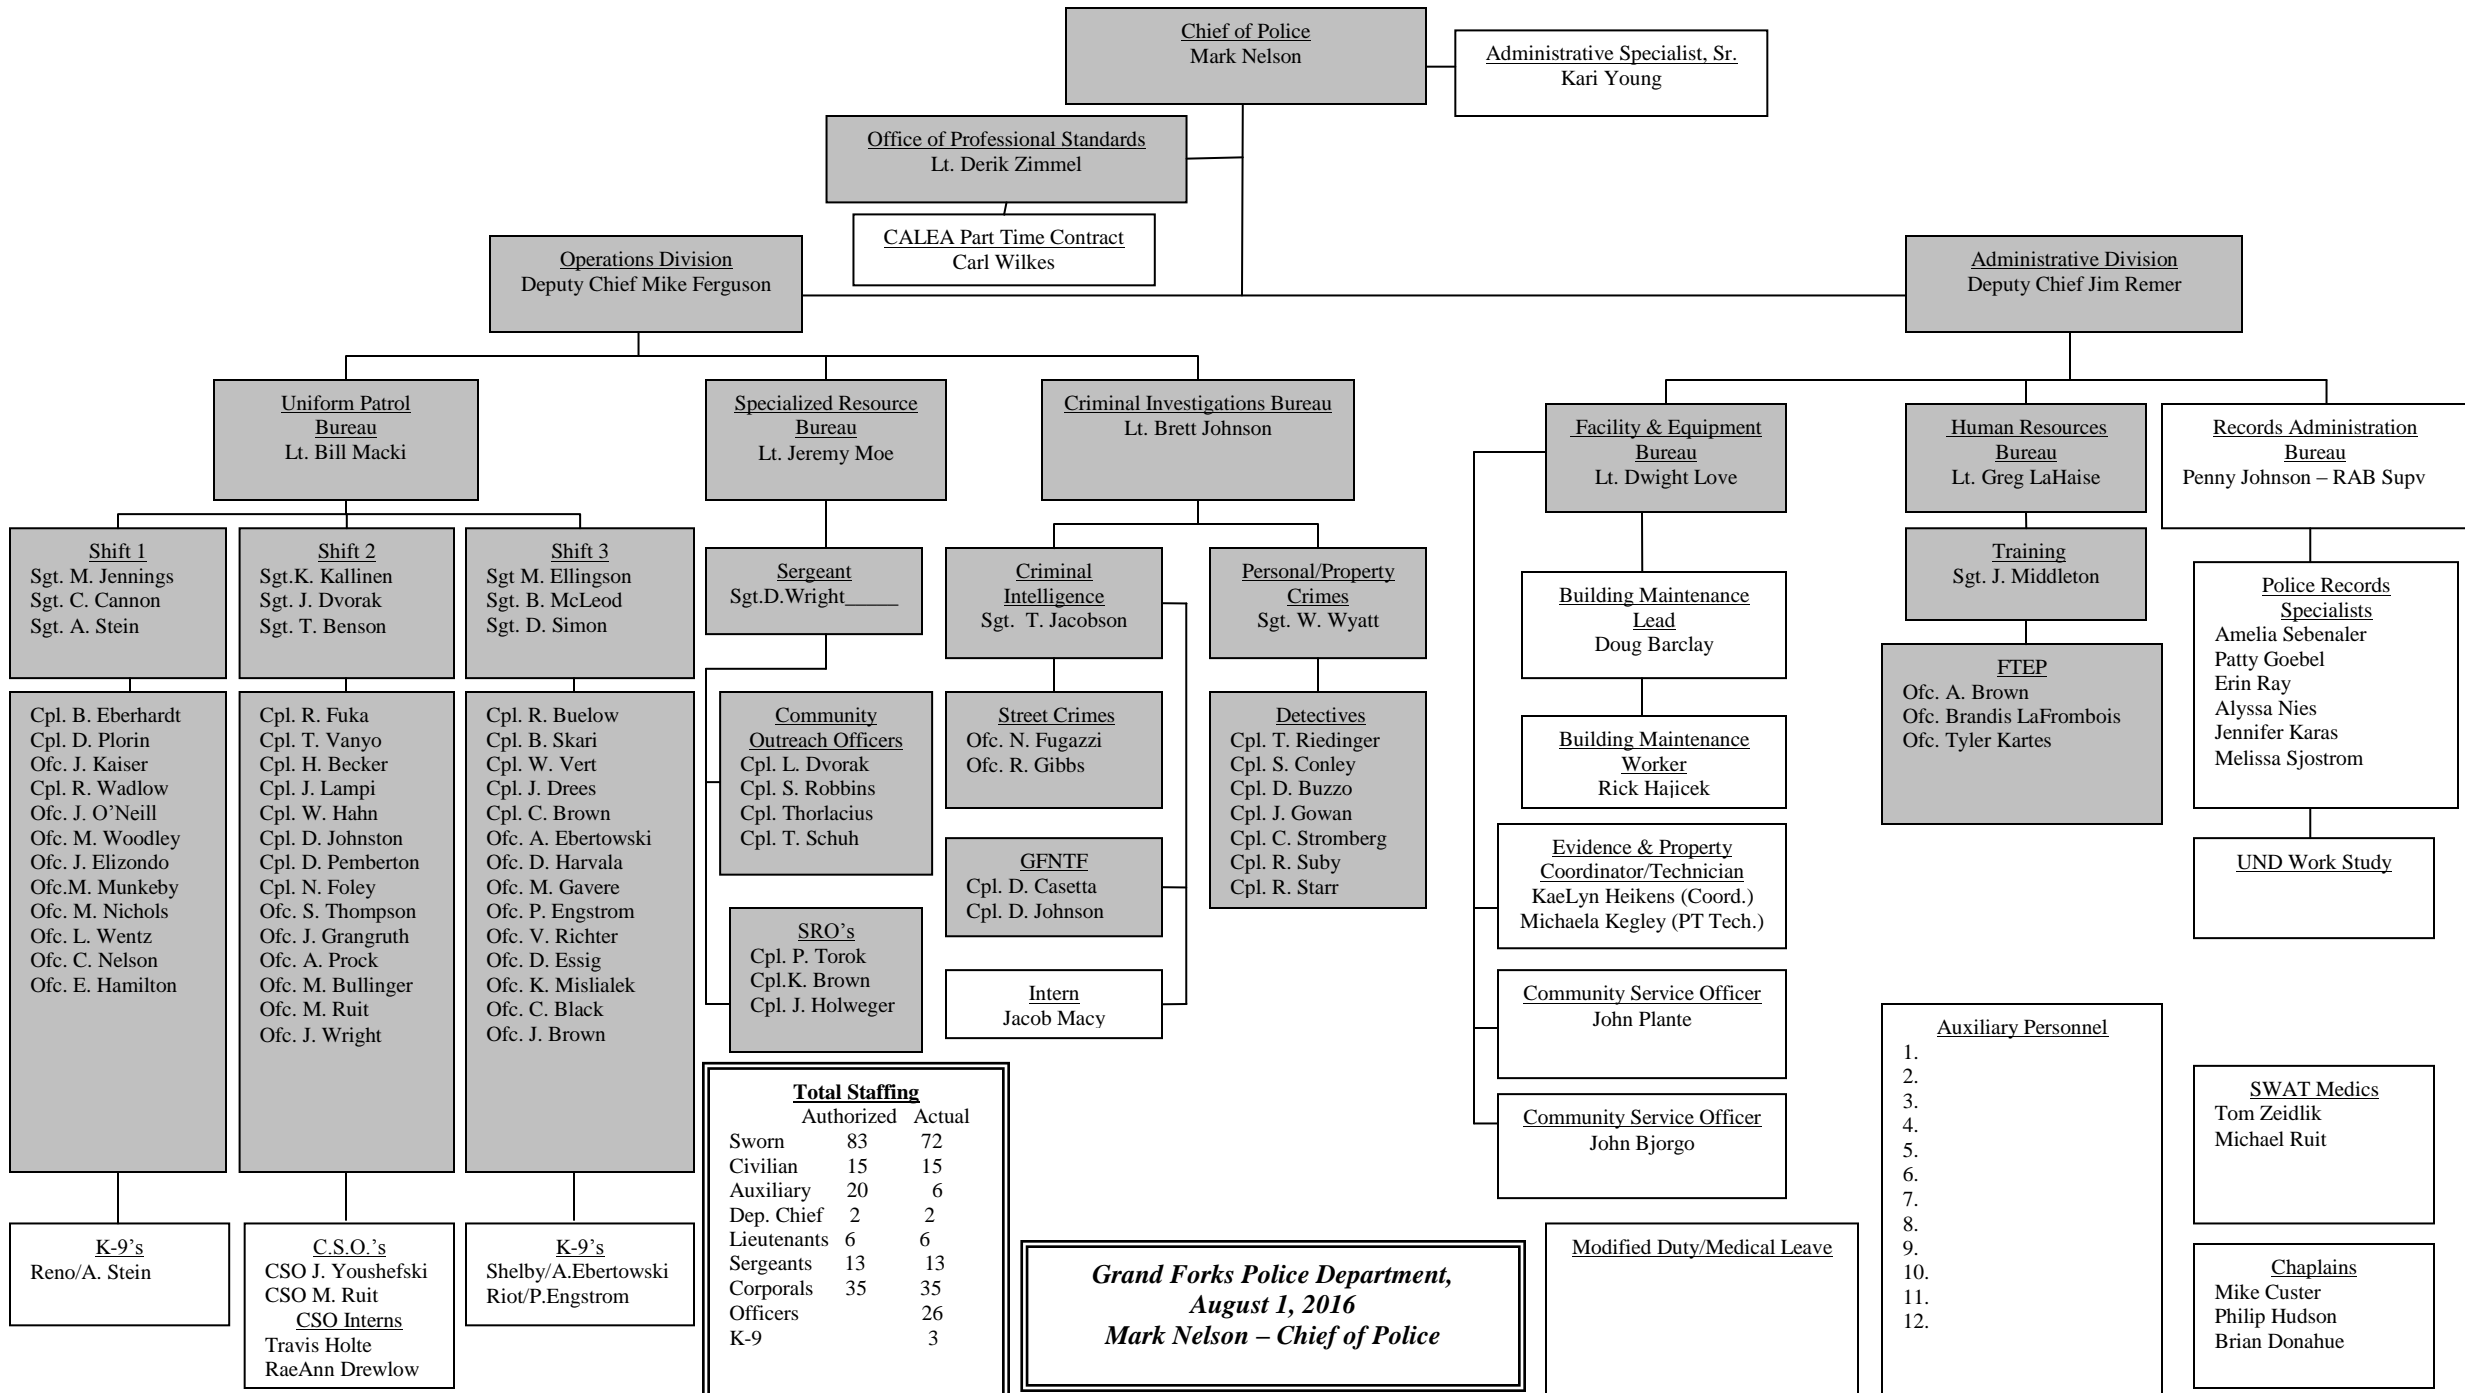 Chief of Police
Mark Nelson
Administrative Specialist, Sr.
Kari Young
Office of Professional Standards
Lt. Derik Zimmel
CALEA Part Time Contract
Carl Wilkes
Operations Division
Deputy Chief Mike Ferguson
Administrative Division
Deputy Chief Jim Remer
Uniform Patrol
Bureau
Lt. Bill Macki
Specialized Resource
Bureau
Lt. Jeremy Moe
Criminal Investigations Bureau
Lt. Brett Johnson
Facility & Equipment
Bureau
Lt. Dwight Love
Human Resources
Bureau
Lt. Greg LaHaise
Records Administration
Bureau
Penny Johnson – RAB Supv
Shift 1
Sgt. M. Jennings
Sgt. C. Cannon
Sgt. A. Stein
Shift 2
Sgt.K. Kallinen
Sgt. J. Dvorak
Sgt. T. Benson
Shift 3
Sgt M. Ellingson
Sgt. B. McLeod
Sgt. D. Simon
Sergeant
Sgt.D.Wright_____
Criminal
Intelligence
Sgt.  T. Jacobson
Personal/Property
Crimes
Sgt. W. Wyatt
Building Maintenance
Lead
Doug Barclay
Training
Sgt. J. Middleton
Police Records
Specialists
Amelia Sebenaler
Patty Goebel
Erin Ray
Alyssa Nies
Jennifer Karas
Melissa Sjostrom
Cpl. B. Eberhardt
Cpl. D. Plorin
Ofc. J. Kaiser
Cpl. R. Wadlow
Ofc. J. O’Neill
Ofc. M. Woodley
Ofc. J. Elizondo
Ofc.M. Munkeby
Ofc. M. Nichols
Ofc. L. Wentz
Ofc. C. Nelson
Ofc. E. Hamilton
Cpl. R. Fuka
Cpl. T. Vanyo
Cpl. H. Becker
Cpl. J. Lampi
Cpl. W. Hahn
Cpl. D. Johnston
Cpl. D. Pemberton
Cpl. N. Foley
Ofc. S. Thompson
Ofc. J. Grangruth
Ofc. A. Prock
Ofc. M. Bullinger
Ofc. M. Ruit
Ofc. J. Wright
Cpl. R. Buelow
Cpl. B. Skari
Cpl. W. Vert
Cpl. J. Drees
Cpl. C. Brown
Ofc. A. Ebertowski
Ofc. D. Harvala
Ofc. M. Gavere
Ofc. P. Engstrom
Ofc. V. Richter
Ofc. D. Essig
Ofc. K. Mislialek
Ofc. C. Black
Ofc. J. Brown
Community
Outreach Officers
Cpl. L. Dvorak
Cpl. S. Robbins
Cpl. Thorlacius
Cpl. T. Schuh
SRO's
Cpl. P. Torok
Cpl.K. Brown
Cpl. J. Holweger
Street Crimes
Ofc. N. Fugazzi
Ofc. R. Gibbs
GFNTF
Cpl. D. Casetta
Cpl. D. Johnson
Intern
Jacob Macy
Detectives
Cpl. T. Riedinger
Cpl. S. Conley
Cpl. D. Buzzo
Cpl. J. Gowan
Cpl. C. Stromberg
Cpl. R. Suby
Cpl. R. Starr
Building Maintenance
Worker
Rick Hajicek
Evidence & Property
Coordinator/Technician
KaeLyn Heikens (Coord.)
Michaela Kegley (PT Tech.)
Community Service Officer
John Plante
Community Service Officer
John Bjorgo
FTEP
Ofc. A. Brown
Ofc. Brandis LaFrombois
Ofc. Tyler Kartes
UND Work Study
Auxiliary Personnel
1.
2.
3.
4.
5.
6.
7.
8.
9.
10.
11.
12.
SWAT Medics
Tom Zeidlik
Michael Ruit
Chaplains
Mike Custer
Philip Hudson
Brian Donahue
K-9's
Reno/A. Stein
C.S.O.'s
CSO J. Youshefski
CSO M. Ruit
CSO Interns
Travis Holte
RaeAnn Drewlow
K-9's
Shelby/A.Ebertowski
Riot/P.Engstrom
Total Staffing
Authorized Actual
Sworn 83 72
Civilian 15 15
Auxiliary 20 6
Dep. Chief 2 2
Lieutenants 6 6
Sergeants 13 13
Corporals 35 35
Officers 26
K-9 3
Grand Forks Police Department,
August 1, 2016
Mark Nelson – Chief of Police
Modified Duty/Medical Leave